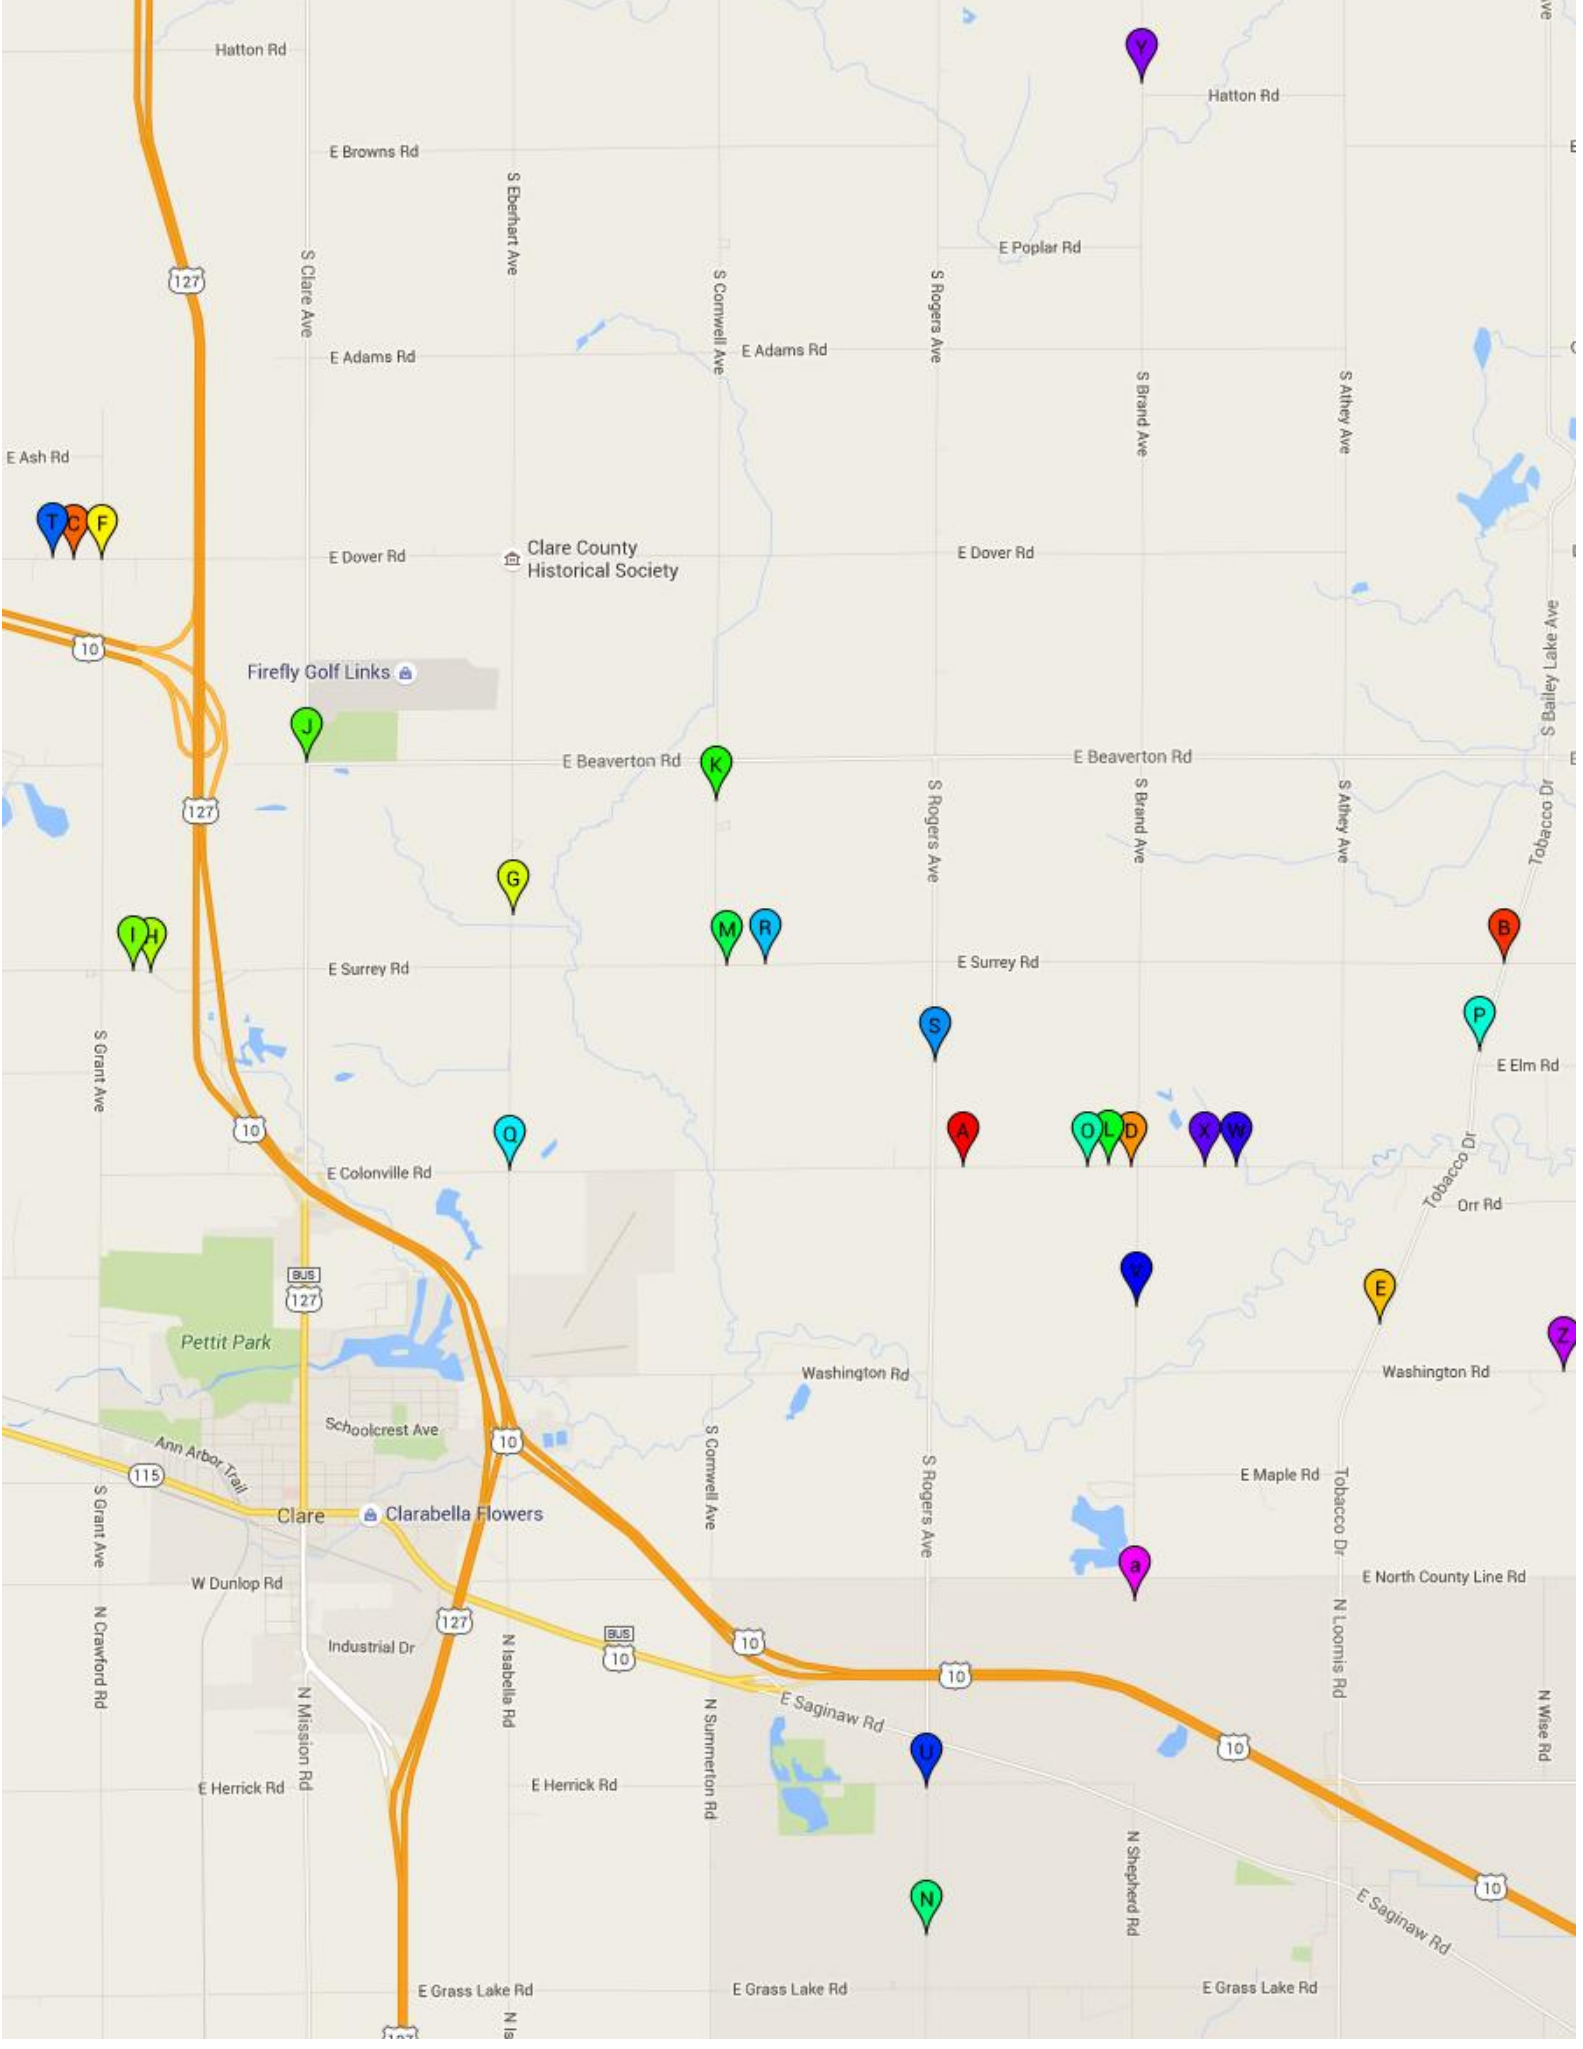 Hatton Rd
Y
Hatton Rd
E Browns Rd
S Eberhart Ave
S Clare Ave
E Poplar Rd
127
S Cornwell Ave
S Rogers Ave
E Adams Rd
E Adams Rd
S Brand Ave
S Athey Ave
E Ash Rd
T
C
F
E Dover Rd
Clare County
Historical Society
E Dover Rd
10
S Bailey Lake Ave
Firefly Golf Links
J
E Beaverton Rd
K
E Beaverton Rd
127
S Rogers Ave
S Brand Ave
S Athey Ave
Tobacco Dr
G
I
H
M
R
B
E Surrey Rd
E Surrey Rd
S
P
S Grant Ave
E Elm Rd
10
Q
A
O
L
D
X
W
E Colonville Rd
Tobacco Dr
Orr Rd
BUS
127
V
E
Z
Pettit Park
Washington Rd
Washington Rd
Schoolcrest Ave
10
Ann Arbor Trail
115
S Grant Ave
S Cornwell Ave
S Rogers Ave
E Maple Rd
Tobacco Dr
Clare
Clarabella Flowers
W Dunlop Rd
a
E North County Line Rd
N Crawford Rd
127
Industrial Dr
N Isabella Rd
BUS
10
10
10
N Loomis Rd
N Mission Rd
N Summerton Rd
E Saginaw Rd
N Wise Rd
U
10
E Herrick Rd
E Herrick Rd
N Shepherd Rd
N
10
E Saginaw Rd
E Grass Lake Rd
E Grass Lake Rd
E Grass Lake Rd